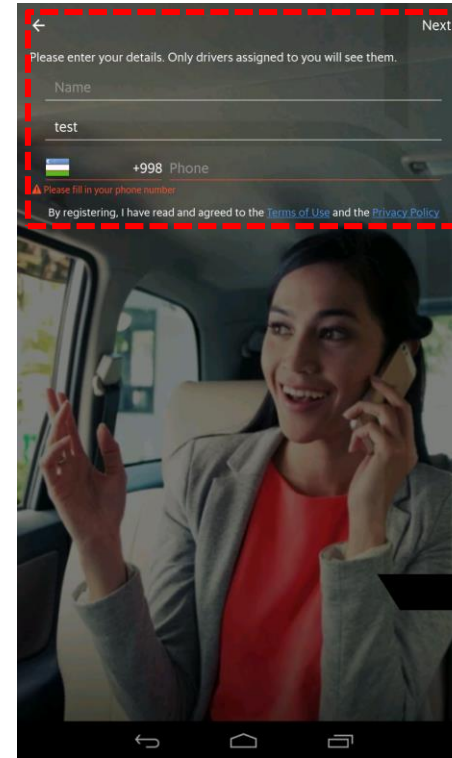 Next
Please enter your details. Only drivers assigned to you will see them.
Name
test
+998 Phone
Please fill in your phone number
By registering, I have read and agreed to the Terms of Use and the Privacy Policy